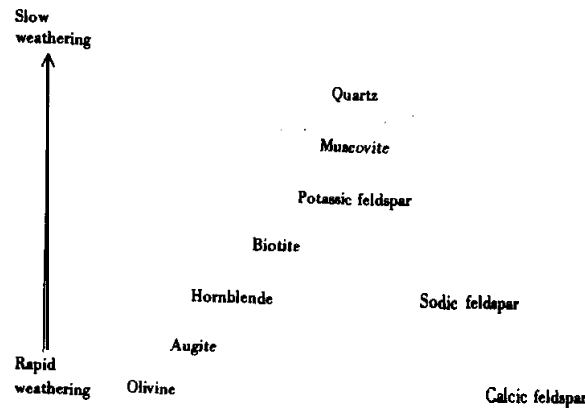 Slow
weathering
Quartz
Muscovite
Potassic feldspar
Biotite
Hornblende
Sodic feldspar
Augite
Rapid
weathering
Olivine
Calcic feldspar